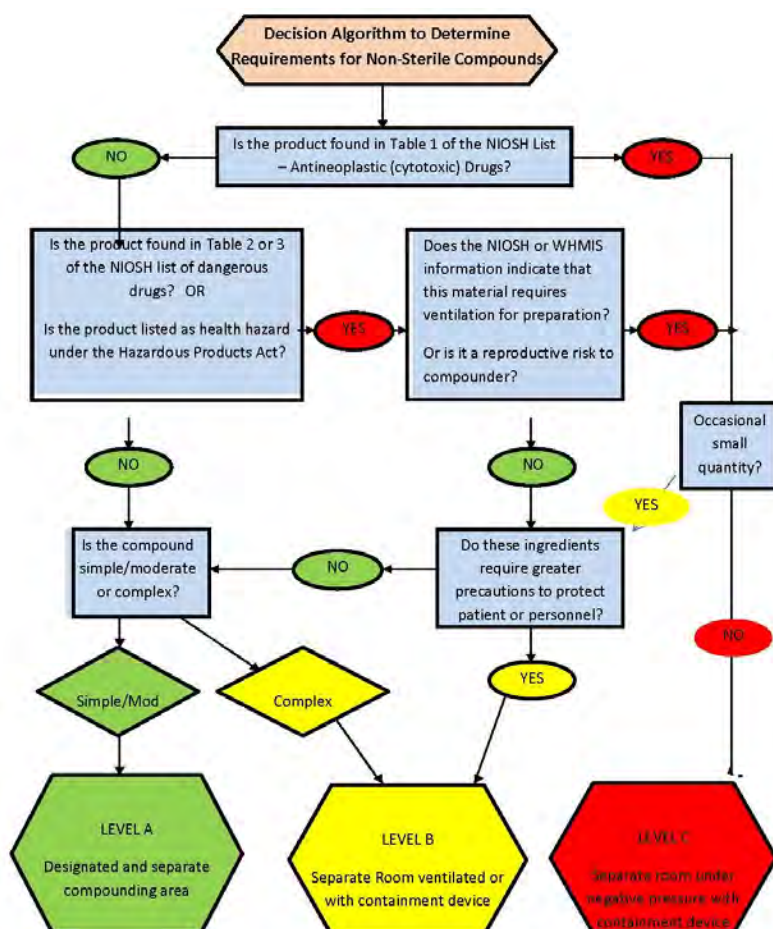 Decision Algorithm to Determine
Requirements for Non-Sterile Compounds
Is the product found in Table 1 of the NIOSH List
– Antineoplastic (cytotoxic) Drugs?
NO
YES
Is the product found in Table 2 or 3
of the NIOSH list of dangerous
drugs? OR
Is the product listed as health hazard
under the Hazardous Products Act?
YES
Does the NIOSH or WHMIS
information indicate that
this material requires
ventilation for preparation?
Or is it a reproductive risk to
compounder?
YES
Occasional
small
quantity?
NO
NO
YES
Is the compound
simple/moderate
or complex?
NO
Do these ingredients
require greater
precautions to protect
patient or personnel?
NO
Simple/Mod
Complex
YES
LEVEL A
Designated and separate
compounding area
LEVEL B
Separate Room ventilated or
with containment device
LEVEL C
Separate room under
negative pressure with
containment device